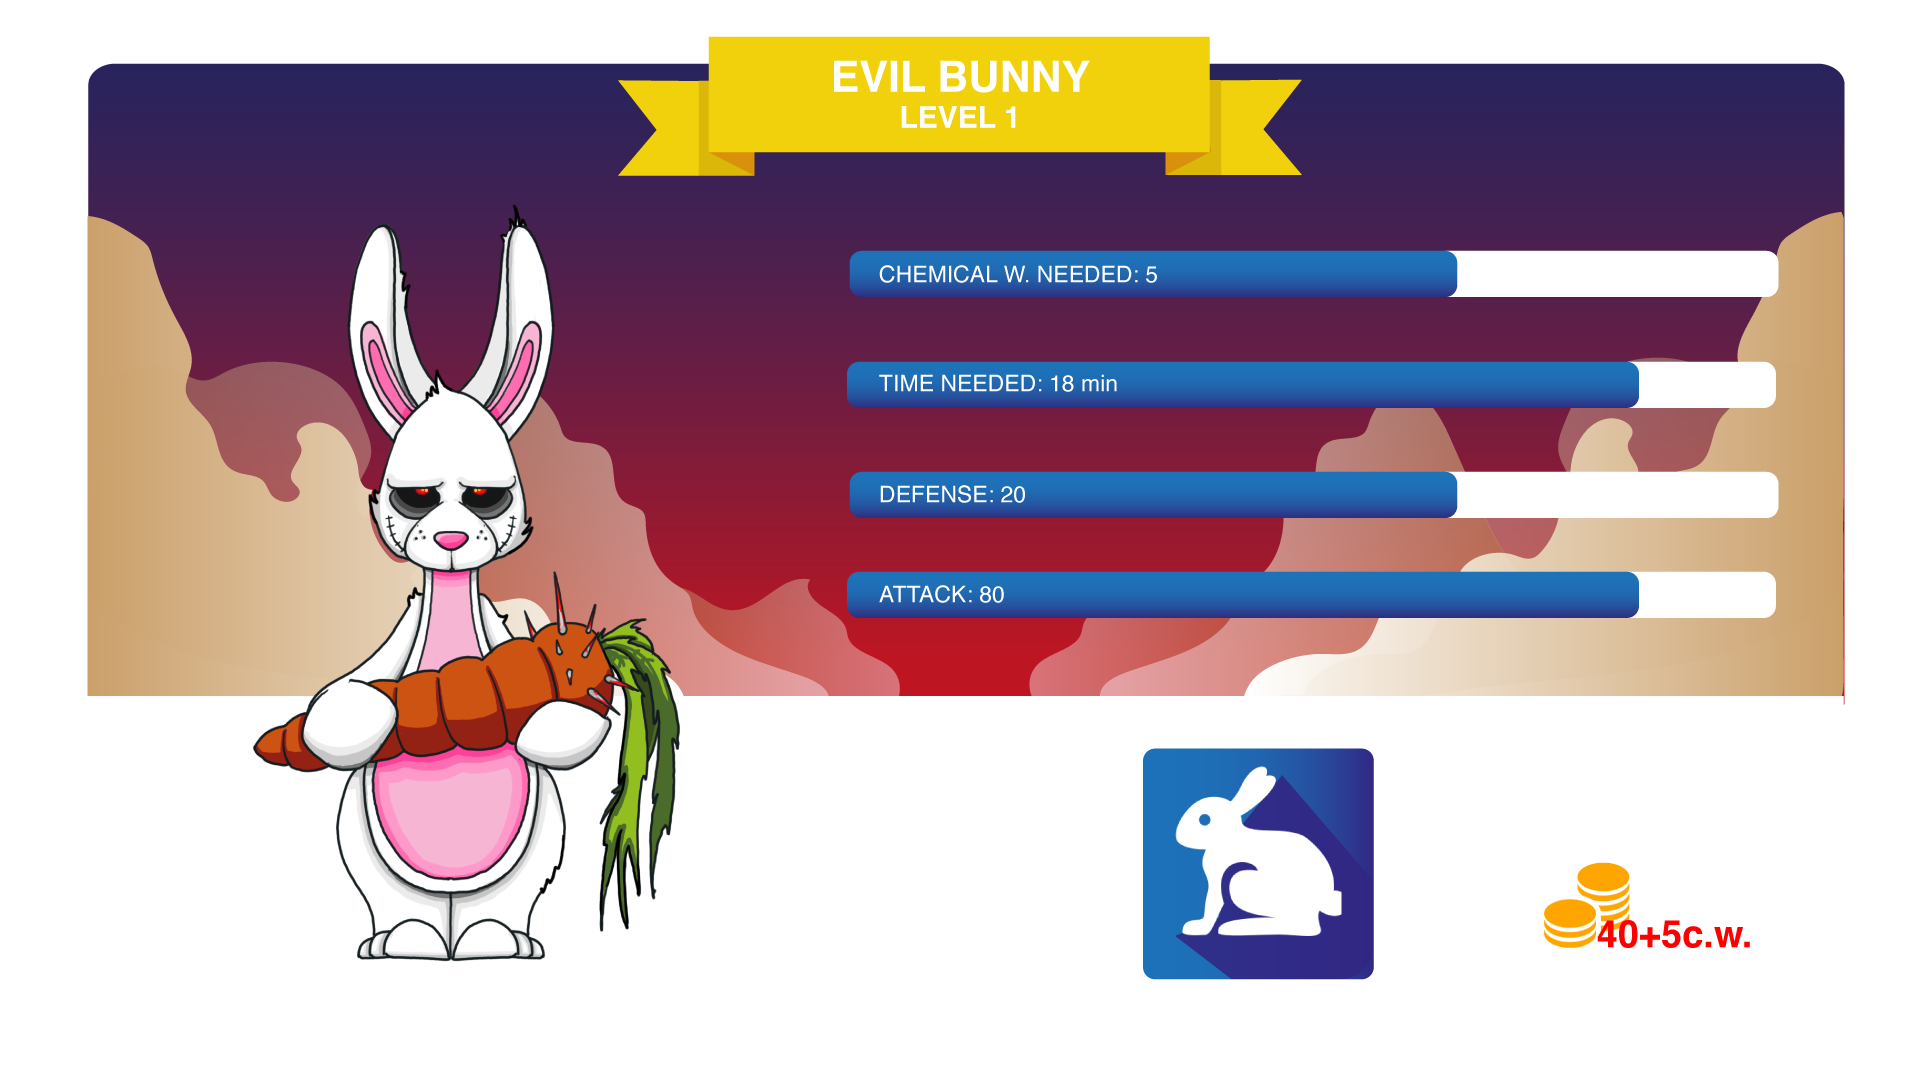 EVIL BUNNY
LEVEL 1
CHEMICAL W. NEEDED: 5
TIME NEEDED: 18 min
DEFENSE: 20
ATTACK: 80
40+5c.w.